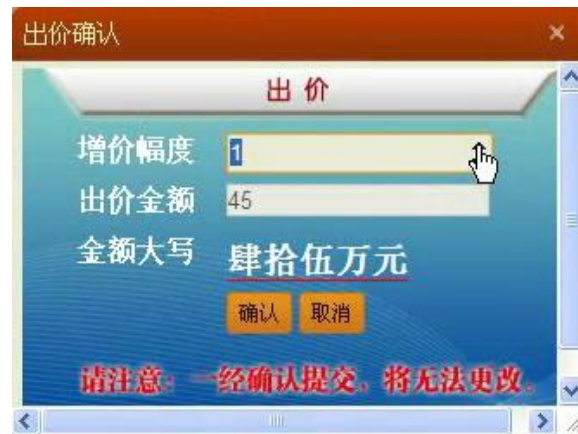 出价确认
出 价
增价幅度 1
出价金额 45
金额大写 肆拾伍万元
确认 取消
请注意：一经确认提交，将无法更改。